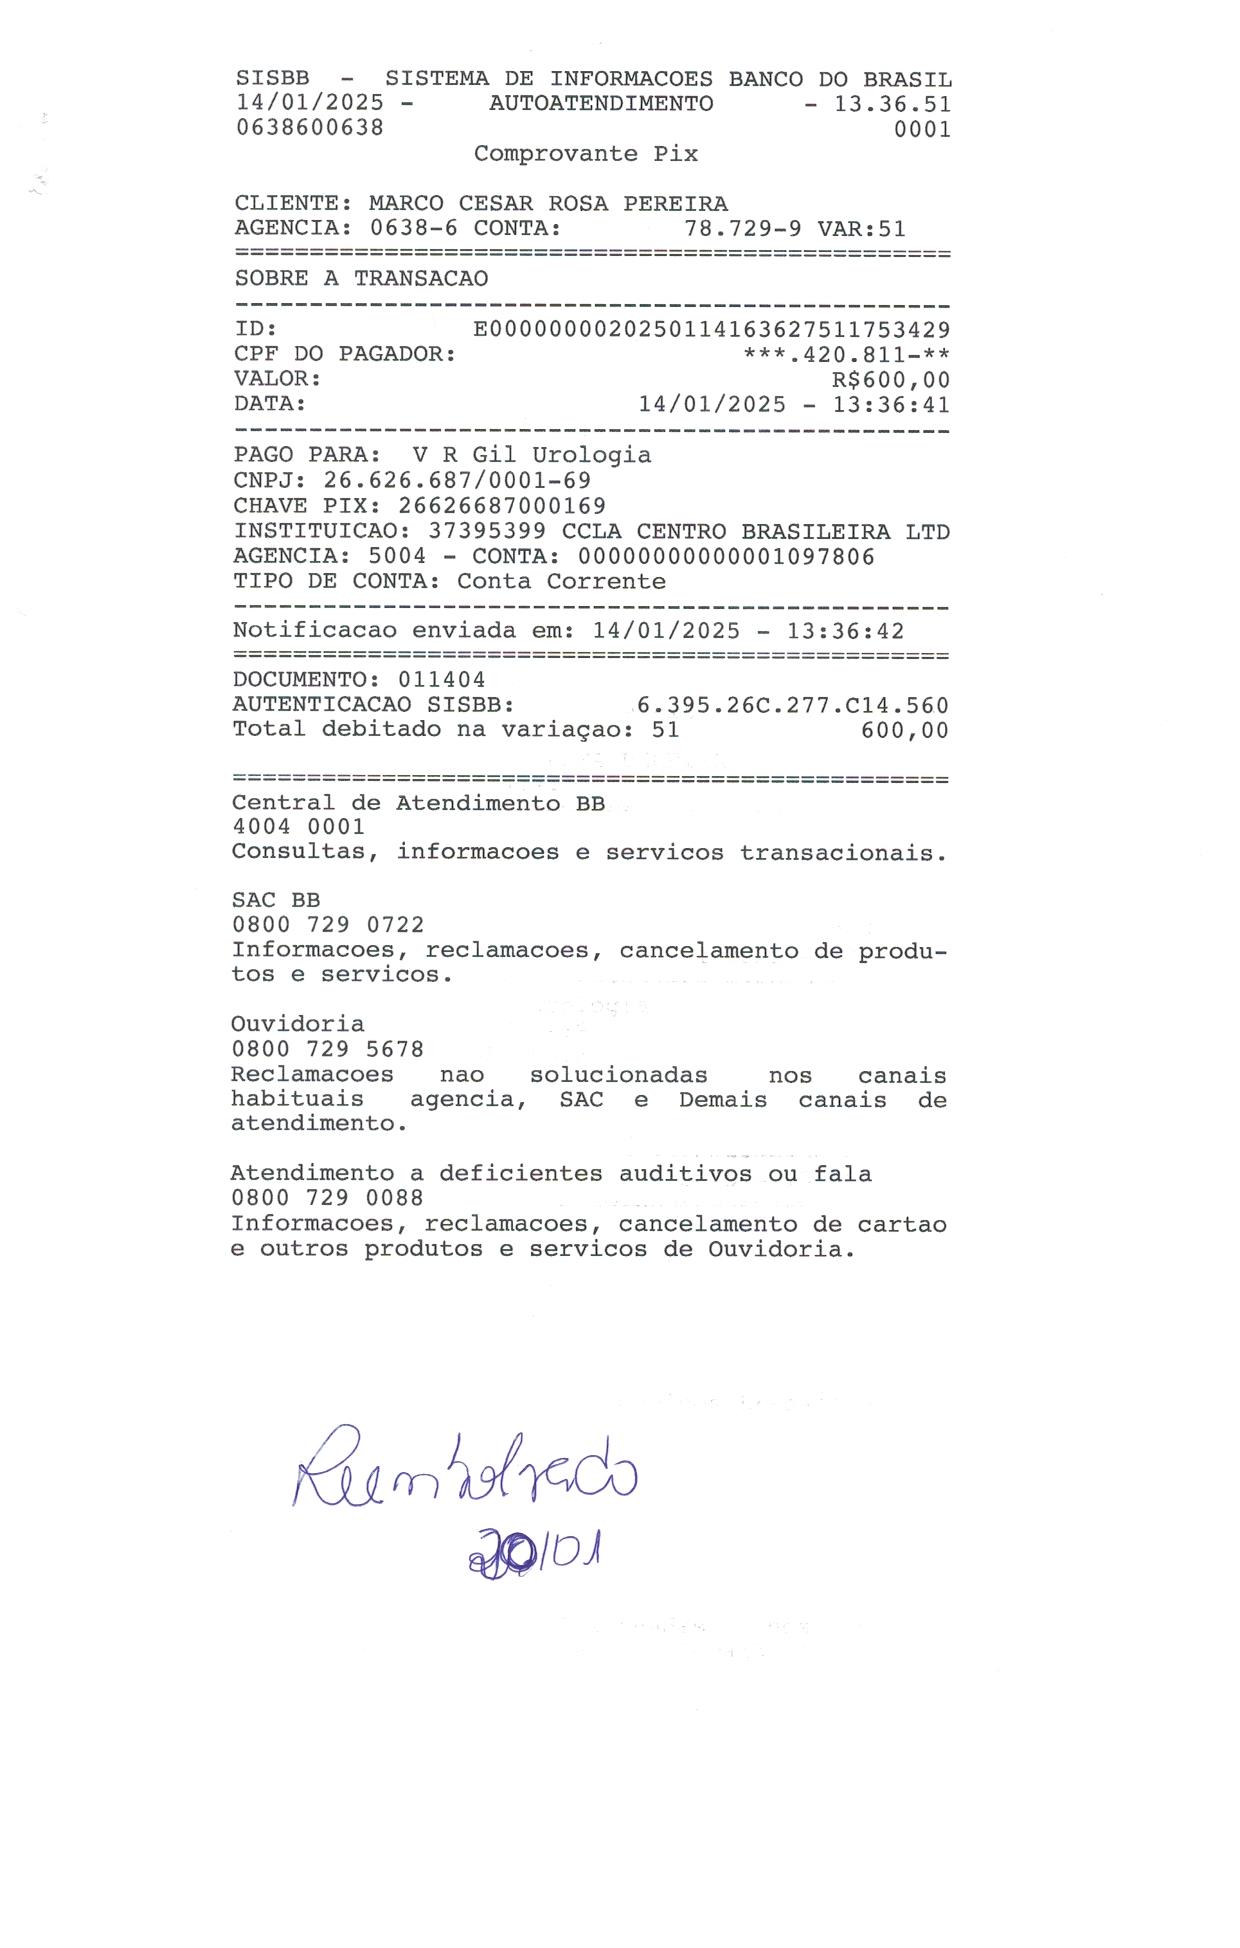 SISBB - SISTEMA DE INFORMACOES BANCO DO BRASIL
14/01/2025 - AUTOATENDIMENTO - 13.36.51
0638600638 0001
Comprovante Pix
CLIENTE: MARCO CESAR ROSA PEREIRA
AGENCIA: 0638-6 CONTA: 78.729-9 VAR:51
================================================
SOBRE A TRANSACAO
------------------------------------------------
ID: E0000000020250114163627511753429
CPF DO PAGADOR: ***.420.811-**
VALOR: R$600,00
DATA: 14/01/2025 - 13:36:41
------------------------------------------------
PAGO PARA: V R Gil Urologia
CNPJ: 26.626.687/0001-69
CHAVE PIX: 26626687000169
INSTITUICAO: 37395399 CCLA CENTRO BRASILEIRA LTD
AGENCIA: 5004 - CONTA: 00000000000001097806
TIPO DE CONTA: Conta Corrente
------------------------------------------------
Notificacao enviada em: 14/01/2025 - 13:36:42
================================================
DOCUMENTO: 011404
AUTENTICACAO SISBB: 6.395.26C.277.C14.560
Total debitado na variaçao: 51 600,00
================================================
Central de Atendimento BB
4004 0001
Consultas, informacoes e servicos transacionais.
SAC BB
0800 729 0722
Informacoes, reclamacoes, cancelamento de produ-
tos e servicos.
Ouvidoria
0800 729 5678
Reclamacoes nao solucionadas nos canais
habituais agencia, SAC e Demais canais de
atendimento.
Atendimento a deficientes auditivos ou fala
0800 729 0088
Informacoes, reclamacoes, cancelamento de cartao
e outros produtos e servicos de Ouvidoria.
Reembolsado
20/01